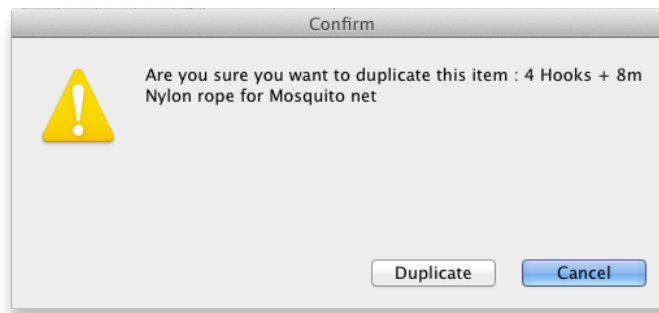 Confirm
Are you sure you want to duplicate this item : 4 Hooks + 8m
Nylon rope for Mosquito net
Duplicate
Cancel